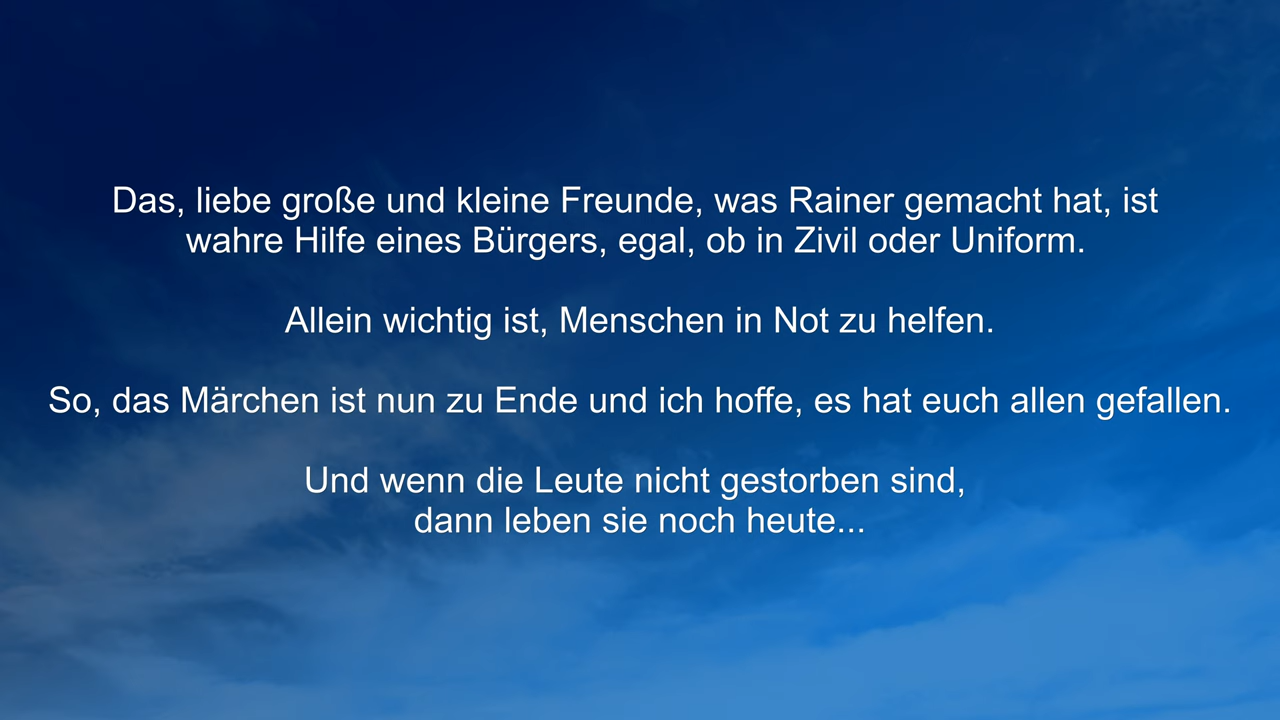 Das, liebe große und kleine Freunde, was Rainer gemacht hat, ist
wahre Hilfe eines Bürgers, egal, ob in Zivil oder Uniform.
Allein wichtig ist, Menschen in Not zu helfen.
So, das Märchen ist nun zu Ende und ich hoffe, es hat euch allen gefallen.
Und wenn die Leute nicht gestorben sind,
dann leben sie noch heute...